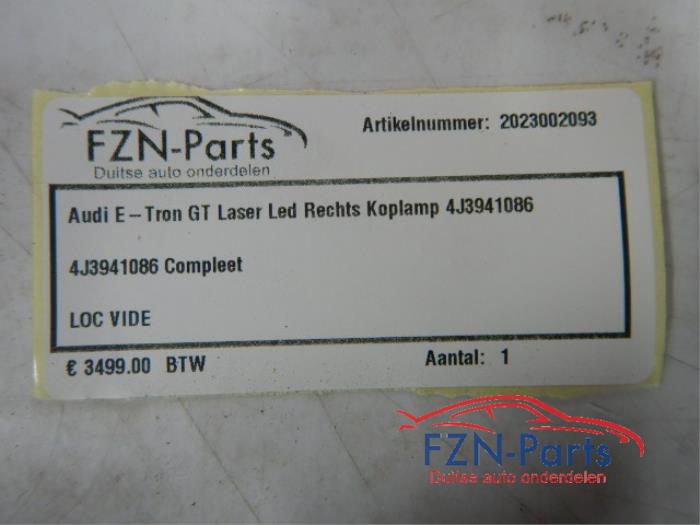 FZN-Parts
Duitse auto onderdelen
Artikelnummer: 2023002093
Audi E-Tron GT Laser Led Rechts Koplamp 4J3941086
4J3941086 Compleet
LOC VIDE
€ 3499.00 BTW
Aantal: 1
FZN-Parts
Duitse auto onderdelen